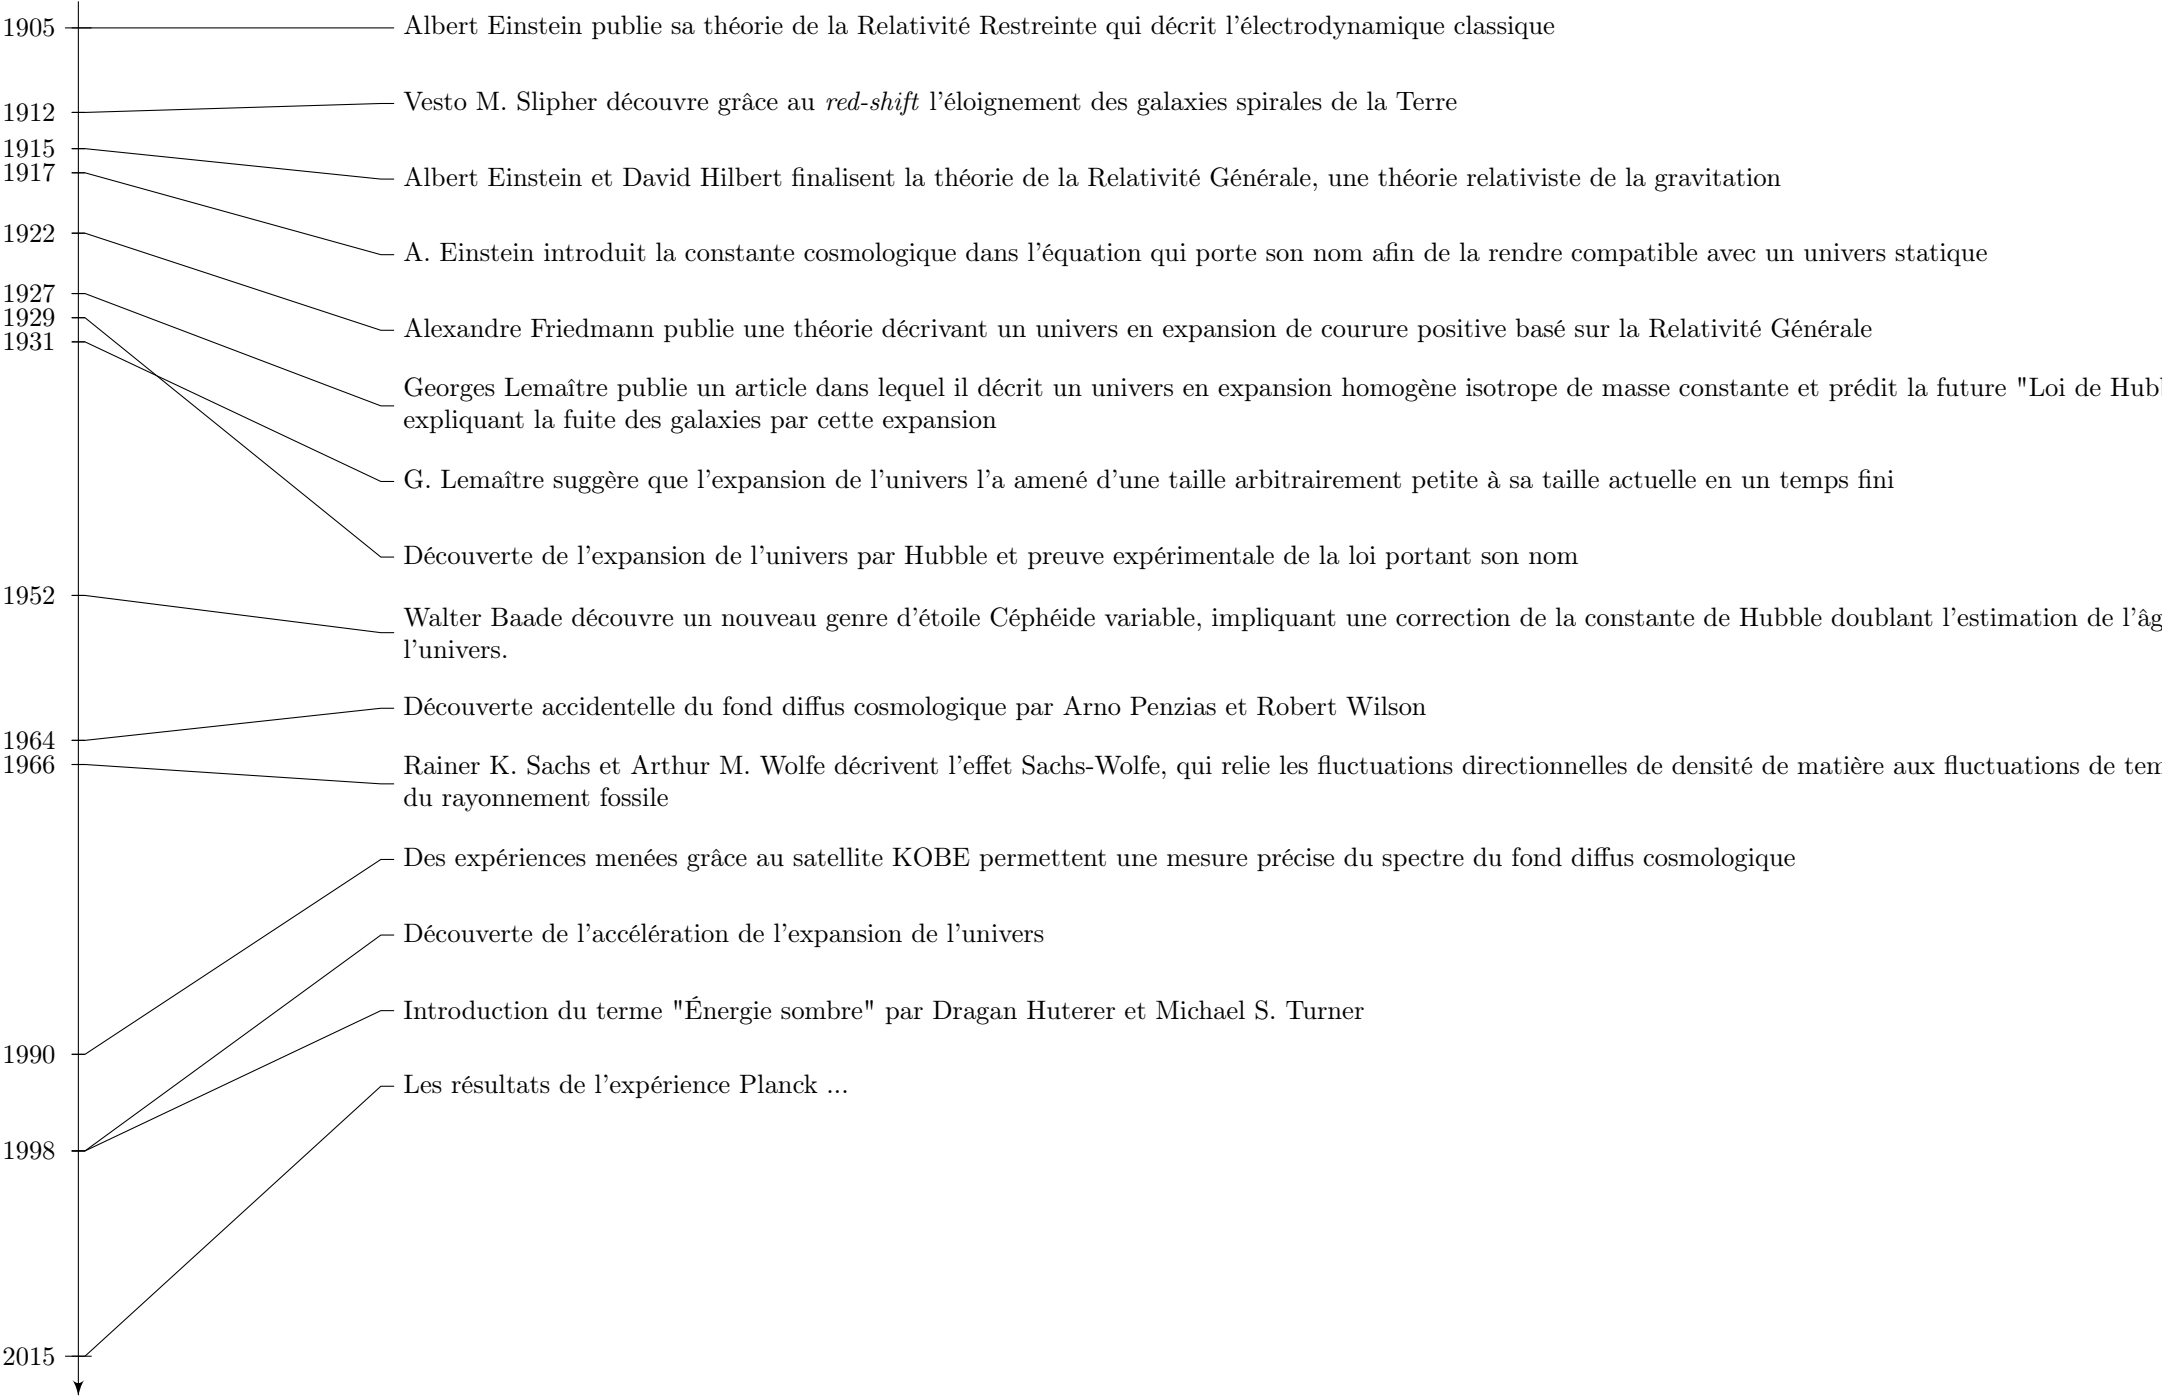 1905 Albert Einstein publie sa théorie de la Relativité Restreinte qui décrit l'électrodynamique classique
1912 Vesto M. Slipher découvre grâce au red-shift l'éloignement des galaxies spirales de la Terre
1915
1917
Albert Einstein et David Hilbert finalisent la théorie de la Relativité Générale, une théorie relativiste de la gravitation
1922
A. Einstein introduit la constante cosmologique dans l'équation qui porte son nom afin de la rendre compatible avec un univers statique
1927
1929
1931
Alexandre Friedmann publie une théorie décrivant un univers en expansion de courure positive basé sur la Relativité Générale
Georges Lemaître publie un article dans lequel il décrit un univers en expansion homogène isotrope de masse constante et prédit la future "Loi de
expliquant la fuite des galaxies par cette expansion
G. Lemaître suggère que l'expansion de l'univers l'a amené d'une taille arbitrairement petite à sa taille actuelle en un temps fini
Découverte de l'expansion de l'univers par Hubble et preuve expérimentale de la loi portant son nom
1952
Walter Baade découvre un nouveau genre d'étoile Céphéide variable, impliquant une correction de la constante de Hubble doublant l'estimation de
l'univers.
Découverte accidentelle du fond diffus cosmologique par Arno Penzias et Robert Wilson
1964
1966
Rainer K. Sachs et Arthur M. Wolfe décrivent l'effet Sachs-Wolfe, qui relie les fluctuations directionnelles de densité de matière aux fluctuations de
du rayonnement fossile
Des expériences menées grâce au satellite KOBE permettent une mesure précise du spectre du fond diffus cosmologique
Découverte de l'accélération de l'expansion de l'univers
Introduction du terme "Énergie sombre" par Dragan Huterer et Michael S. Turner
1990
Les résultats de l'expérience Planck ...
1998
2015